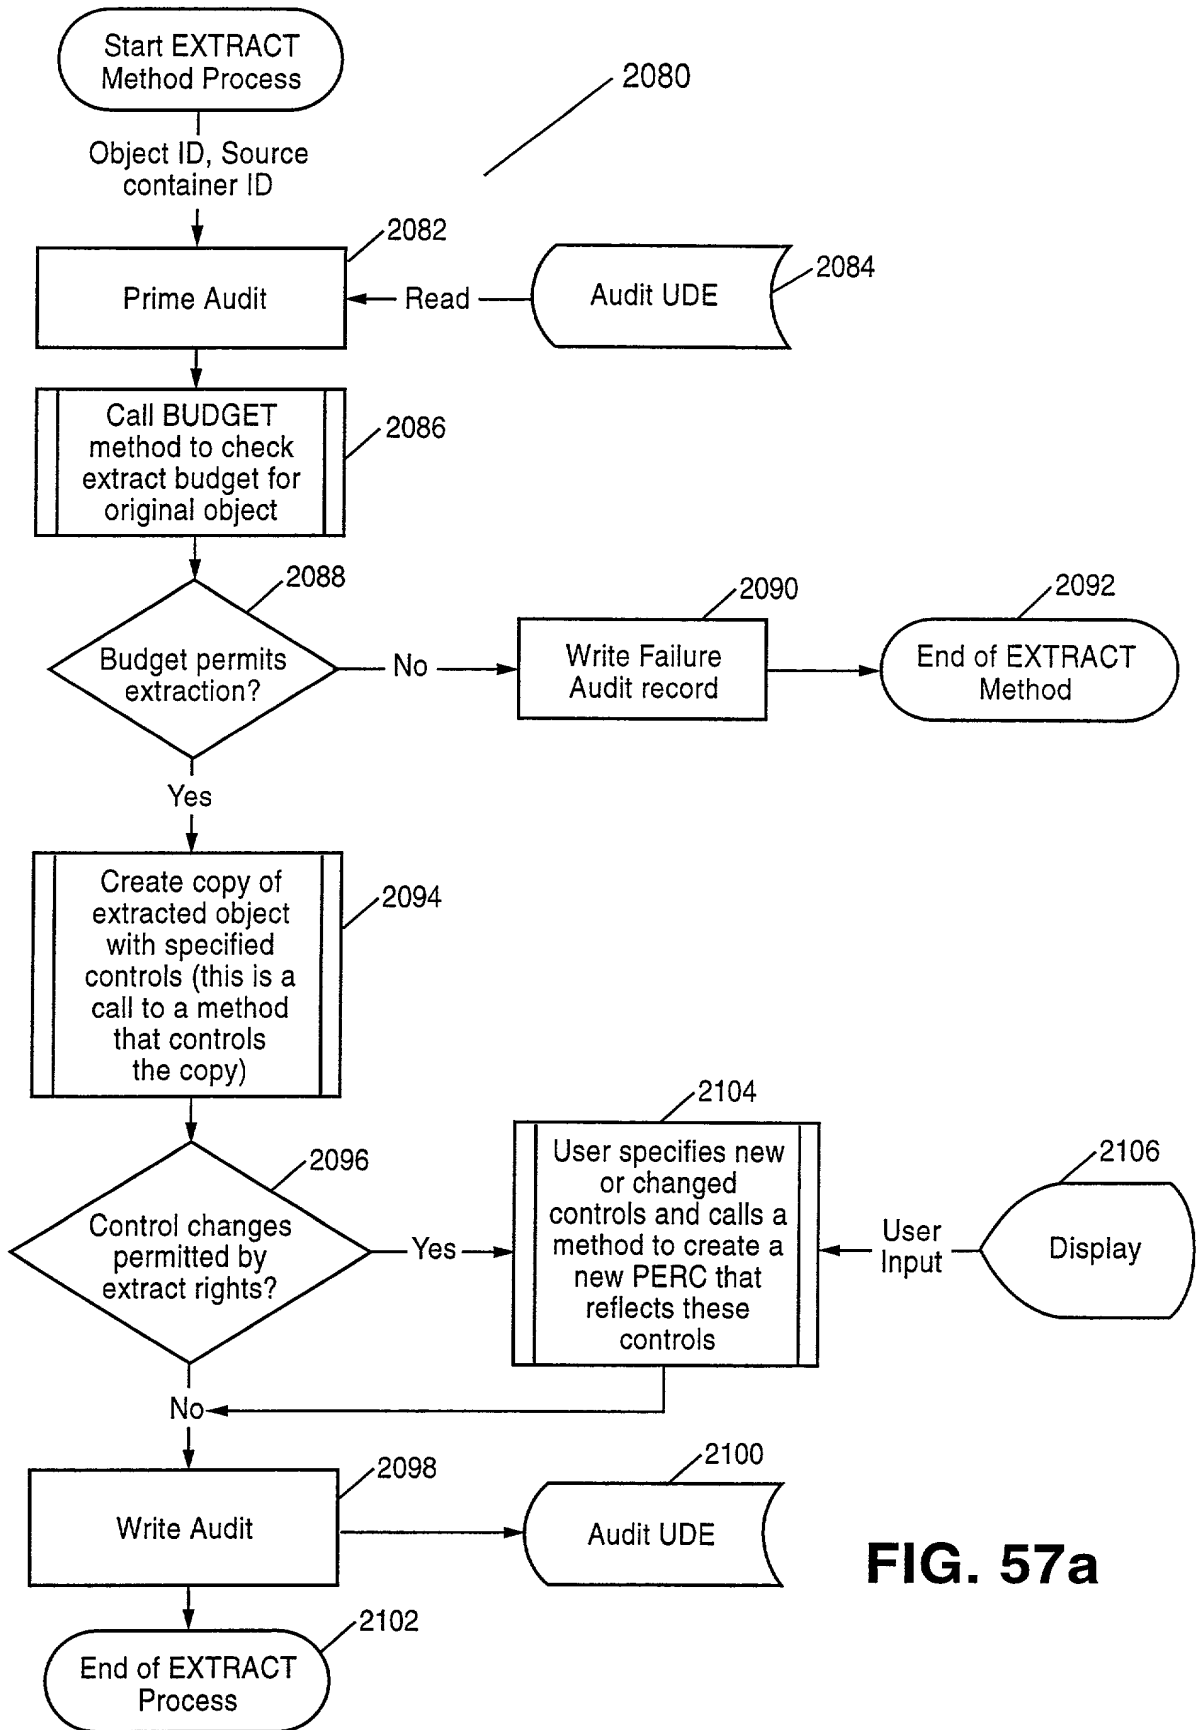 Start EXTRACT
Method Process
2080
Object ID, Source
container ID
2082
Prime Audit
Read
Audit UDE
2084
Call BUDGET
method to check
extract budget for
original object
2086
2088
Budget permits
extraction?
No
2090
Write Failure
Audit record
2092
End of EXTRACT
Method
Yes
Create copy of
extracted object
with specified
controls (this is a
call to a method
that controls
the copy)
2094
2096
Control changes
permitted by
extract rights?
Yes
2104
User specifies new
or changed
controls and calls a
method to create a
new PERC that
reflects these
controls
User
Input
2106
Display
No
2098
Write Audit
2100
Audit UDE
FIG. 57a
2102
End of EXTRACT
Process